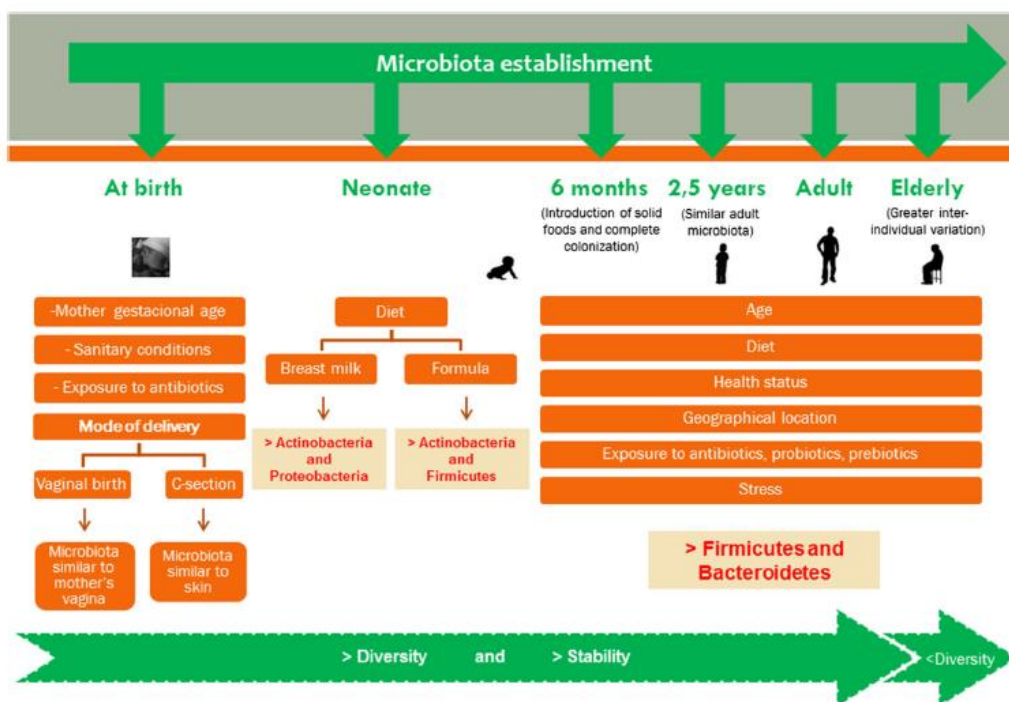 Microbiota establishment
At birth
Neonate
6 months
(Introduction of solid
foods and complete
colonization)
2,5 years
(Similar adult
microbiota)
Adult
Elderly
(Greater inter-
individual variation)
-Mother gestacional age
- Sanitary conditions
- Exposure to antibiotics
Mode of delivery
Vaginal birth
C-section
Microbiota
similar to
mother's
vagina
Microbiota
similar to
skin
Diet
Breast milk
Formula
> Actinobacteria
and
Proteobacteria
> Actinobacteria
and
Firmicutes
Age
Diet
Health status
Geographical location
Exposure to antibiotics, probiotics, prebiotics
Stress
> Firmicutes and
Bacteroidetes
> Diversity and > Stability
<Diversity